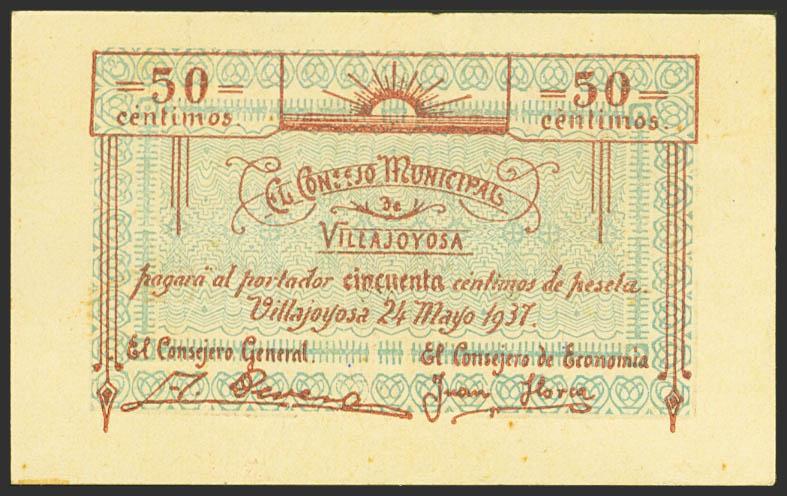 =50= =50=
céntimos. céntimos.
EL CONSEJO MUNICIPAL
de
VILLAJOYOSA
pagará al portador cincuenta céntimos de peseta.
Villajoyosa 24 Mayo 1937.
El Consejero General. El Consejero de Economia
Juan Llorca